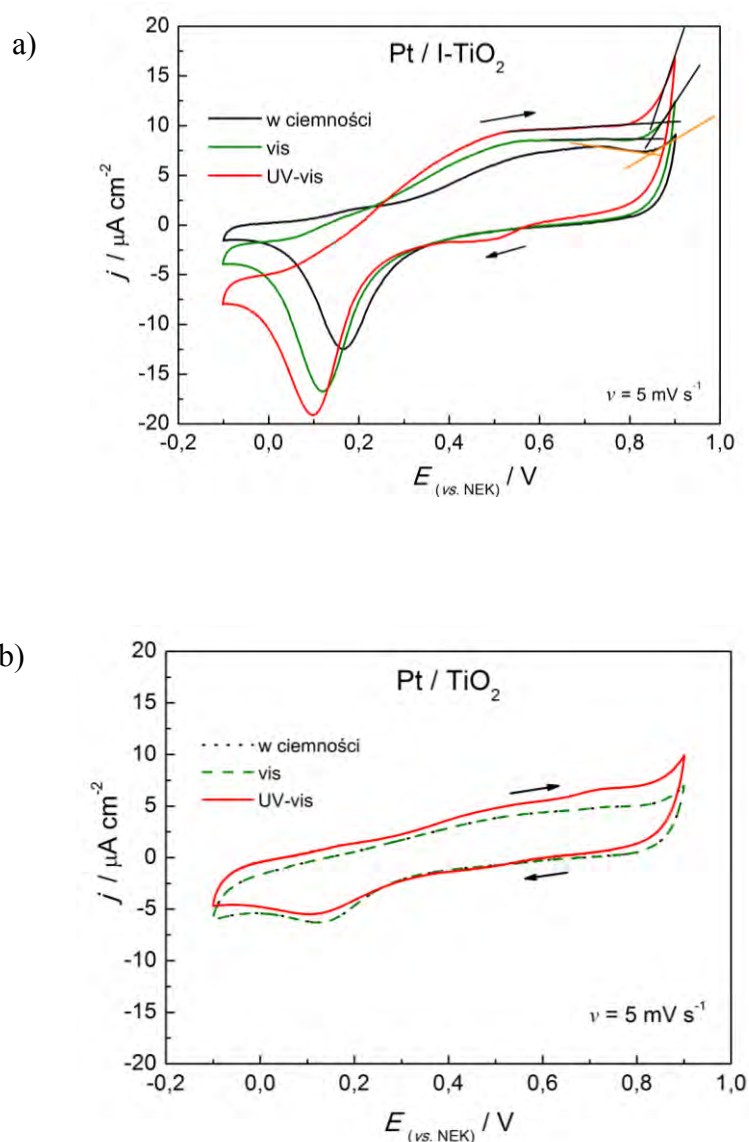 a)
Pt / I-TiO₂
w ciemności
vis
UV-vis
20
15
10
5
0
-5
-10
-15
-20
j / μA cm⁻²
ν = 5 mV s⁻¹
-0,2 0,0 0,2 0,4 0,6 0,8 1,0
E (vs. NEK) / V
b)
Pt / TiO₂
w ciemności
vis
UV-vis
20
15
10
5
0
-5
-10
-15
-20
j / μA cm⁻²
ν = 5 mV s⁻¹
-0,2 0,0 0,2 0,4 0,6 0,8 1,0
E (vs. NEK) / V